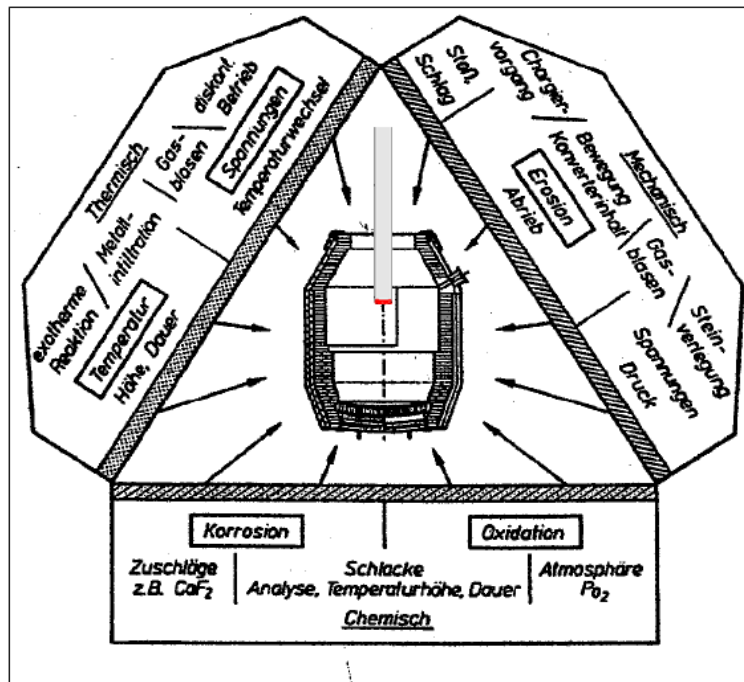 Thermisch
diskont.
Betrieb
Gas-
blasen
Spannungen
Temperaturwechsel
Metall-
infiltration
exotherme
Reaktion
Temperatur
Höhe, Dauer
Mechanisch
Stoß,
Schlag
Chargier-
vorgang
Bewegung
Konverterinhalt
Erosion
Abrieb
Gas-
blasen
Stein-
verlegung
Spannungen
Druck
Korrosion
Oxidation
Zuschläge
z.B. CaF2
Schlacke
Analyse, Temperaturhöhe, Dauer
Atmosphäre
PO2
Chemisch